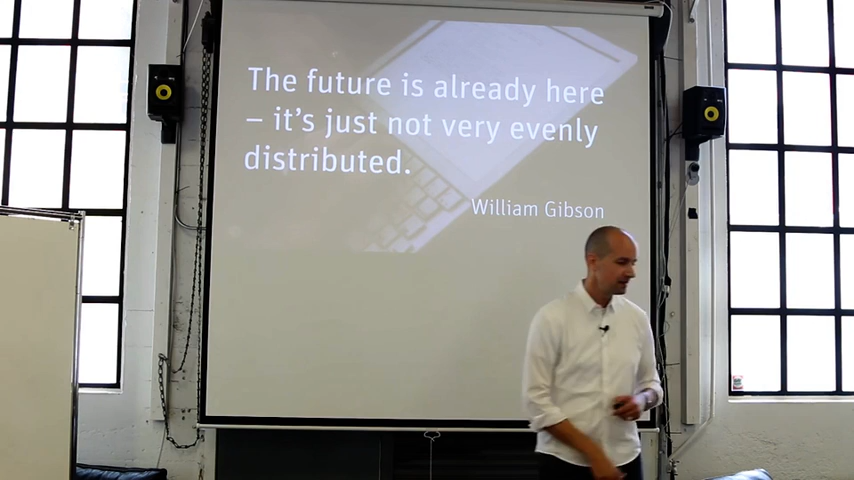 The future is already here
– it’s just not very evenly
distributed.
William Gibson